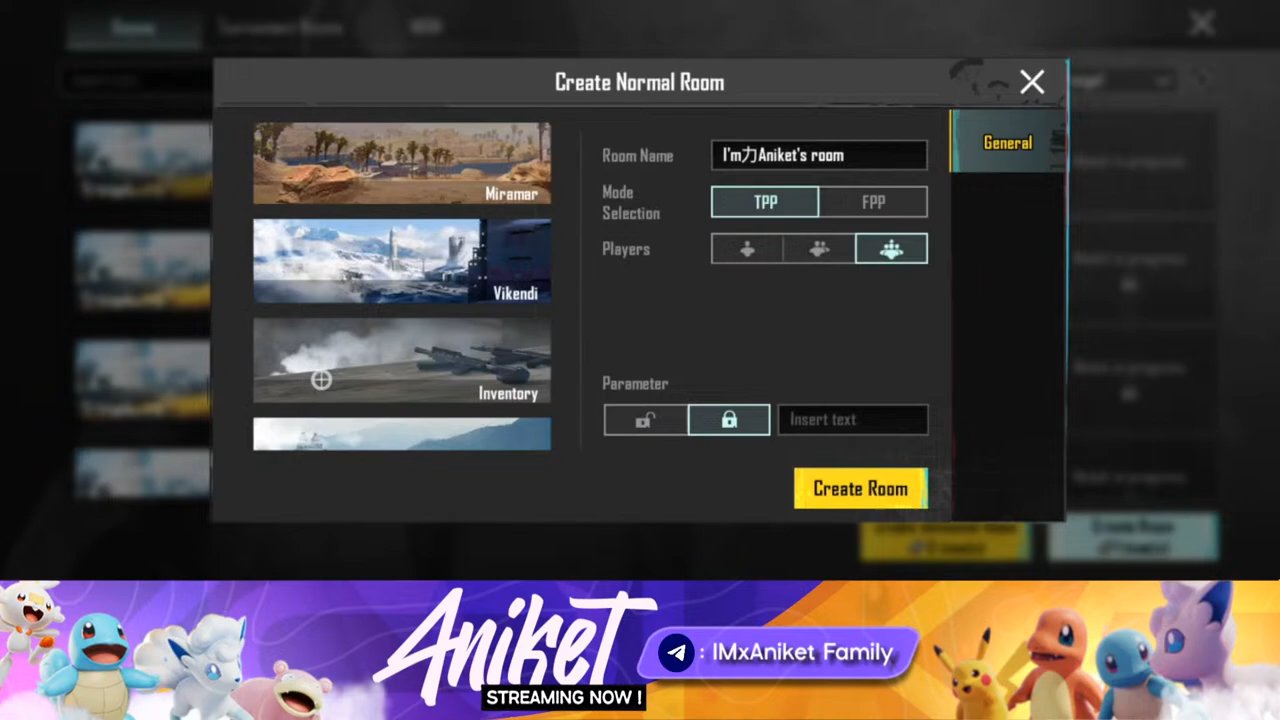 Create Normal Room
Miramar
Vikendi
Inventory
Room Name
I'm力Aniket's room
Mode
Selection
TPP
FPP
Players
Parameter
Insert text
Create Room
General
Aniket
STREAMING NOW !
: IMxAniket Family